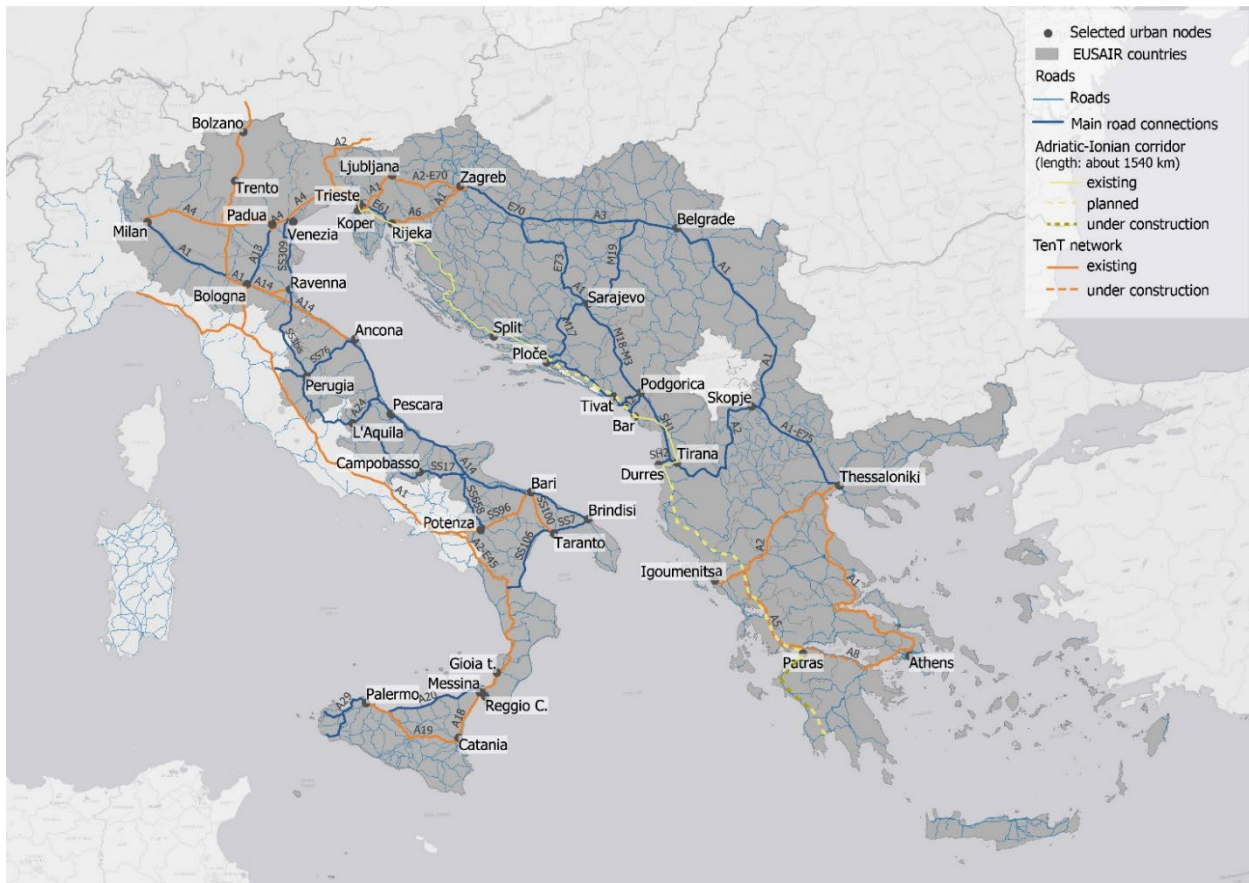 Selected urban nodes
EUSAIR countries
Roads
Roads
Main road connections
Adriatic-Ionian corridor
(length: about 1540 km)
existing
planned
under construction
TenT network
existing
under construction
Bolzano
A2
Ljubljana
A2-E70
Trento
Zagreb
A1
A1
Trieste
A4
E61
A4
Padua
A4
A6
E70
A3
Belgrade
Milan
Venezia
Koper
Rijeka
A13
SS309
M19
A1
A1
E73
A1
A14
Ravenna
Bologna
A14
A1
Sarajevo
Ancona
Split
M17
M18-M3
A1
SS3bis
SS76
Ploče
Perugia
Podgorica
A24
Pescara
Tivat
Skopje
L'Aquila
Bar
SH1
A2
A1-E75
Campobasso
SS17
A14
SH2
Tirana
Durres
Thessaloniki
A1
SS658
Bari
Brindisi
Potenza
SS96
SS100
SS7
Taranto
A2-E45
SS106
A2
Igoumenitsa
A1
A5
Patras
A8
Athens
Gioia t.
Messina
Palermo
A20
Reggio C.
A29
A18
A19
Catania